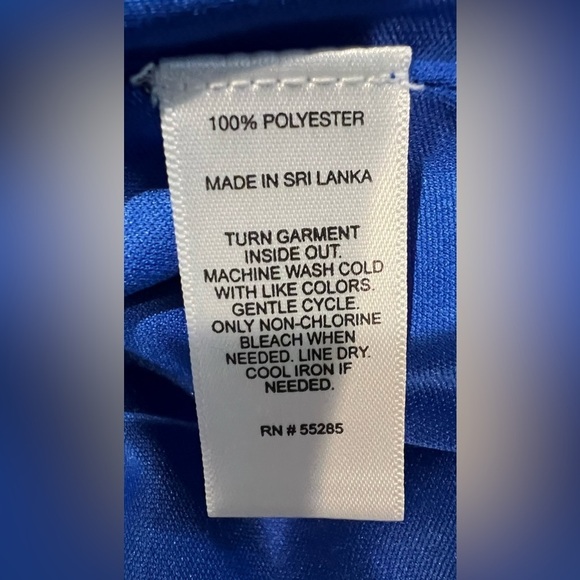 100% POLYESTER
MADE IN SRI LANKA
TURN GARMENT
INSIDE OUT.
MACHINE WASH COLD
WITH LIKE COLORS.
GENTLE CYCLE.
ONLY NON-CHLORINE
BLEACH WHEN
NEEDED. LINE DRY.
COOL IRON IF
NEEDED.
RN # 55285